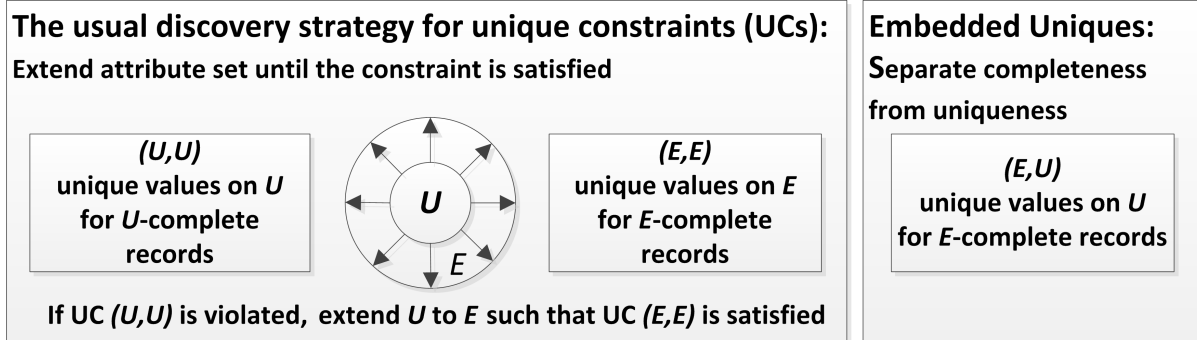 The usual discovery strategy for unique constraints (UCs):
Extend attribute set until the constraint is satisfied
(U,U)
unique values on U
for U-complete
records
U
E
(E,E)
unique values on E
for E-complete
records
If UC (U,U) is violated, extend U to E such that UC (E,E) is satisfied
Embedded Uniques:
Separate completeness
from uniqueness
(E,U)
unique values on U
for E-complete records